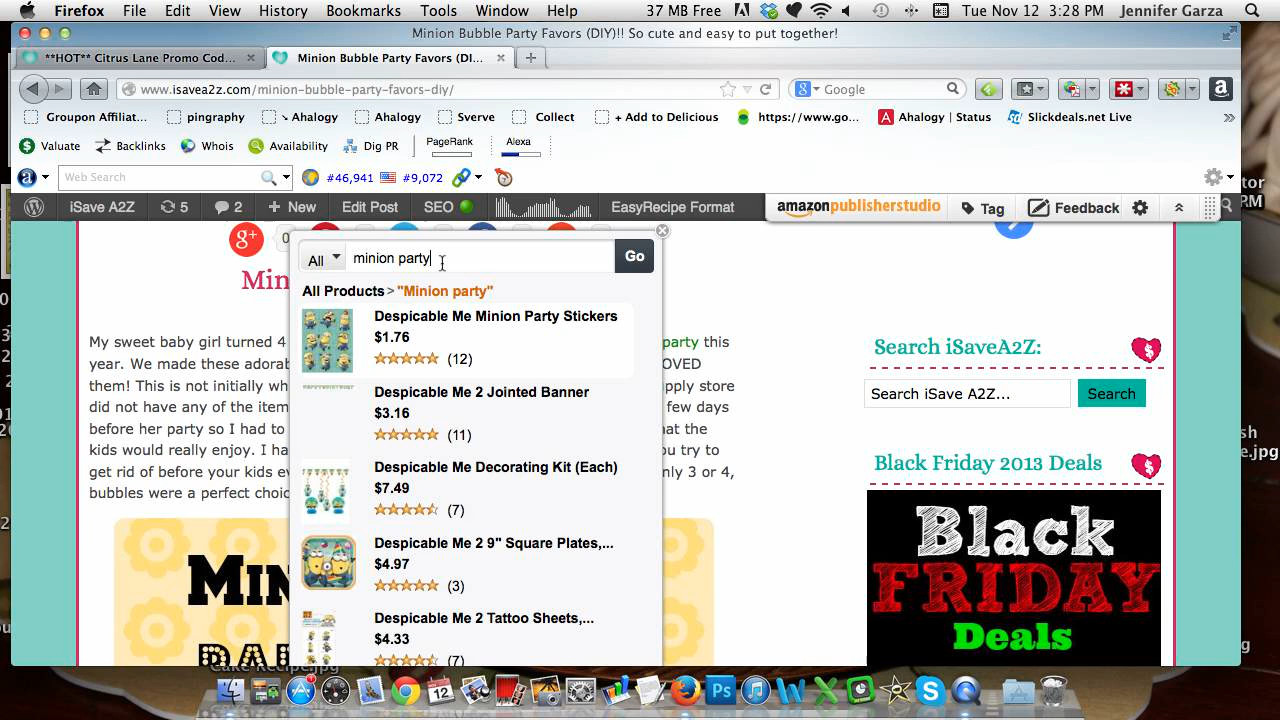 Firefox File Edit View History Bookmarks Tools Window Help 37 MB Free Tue Nov 12 3:28 PM Jennifer Garza
Minion Bubble Party Favors (DIY)!! So cute and easy to put together!
**HOT** Citrus Lane Promo Cod... Minion Bubble Party Favors (DI...
www.isavea2z.com/minion-bubble-party-favors-diy/ Google
Groupon Affiliat... pingraphy ↘ Ahalogy Ahalogy Sverve Collect + Add to Delicious https://www.go... Ahalogy | Status Slickdeals.net Live
Valuate Backlinks Whois Availability Dig PR PageRank Alexa
Web Search #46,941 #9,072
iSave A2Z 5 2 + New Edit Post SEO EasyRecipe Format amazonpublisherstudio Tag Feedback
All minion party Go
Min
All Products > "Minion party"
Despicable Me Minion Party Stickers
$1.76
(12)
Despicable Me 2 Jointed Banner
$3.16
(11)
Despicable Me Decorating Kit (Each)
$7.49
(7)
Despicable Me 2 9" Square Plates,...
$4.97
(3)
Despicable Me 2 Tattoo Sheets,...
$4.33
(7)
My sweet baby girl turned 4 party this
year. We made these adorab OVED
them! This is not initially wh pply store
did not have any of the item few days
before her party so I had to at the
kids would really enjoy. I ha ou try to
get rid of before your kids ev nly 3 or 4,
bubbles were a perfect choic
Min
Search iSaveA2Z:
Search iSave A2Z... Search
Black Friday 2013 Deals
Black
FRIDAY
Deals
Cake Recipe.jpg